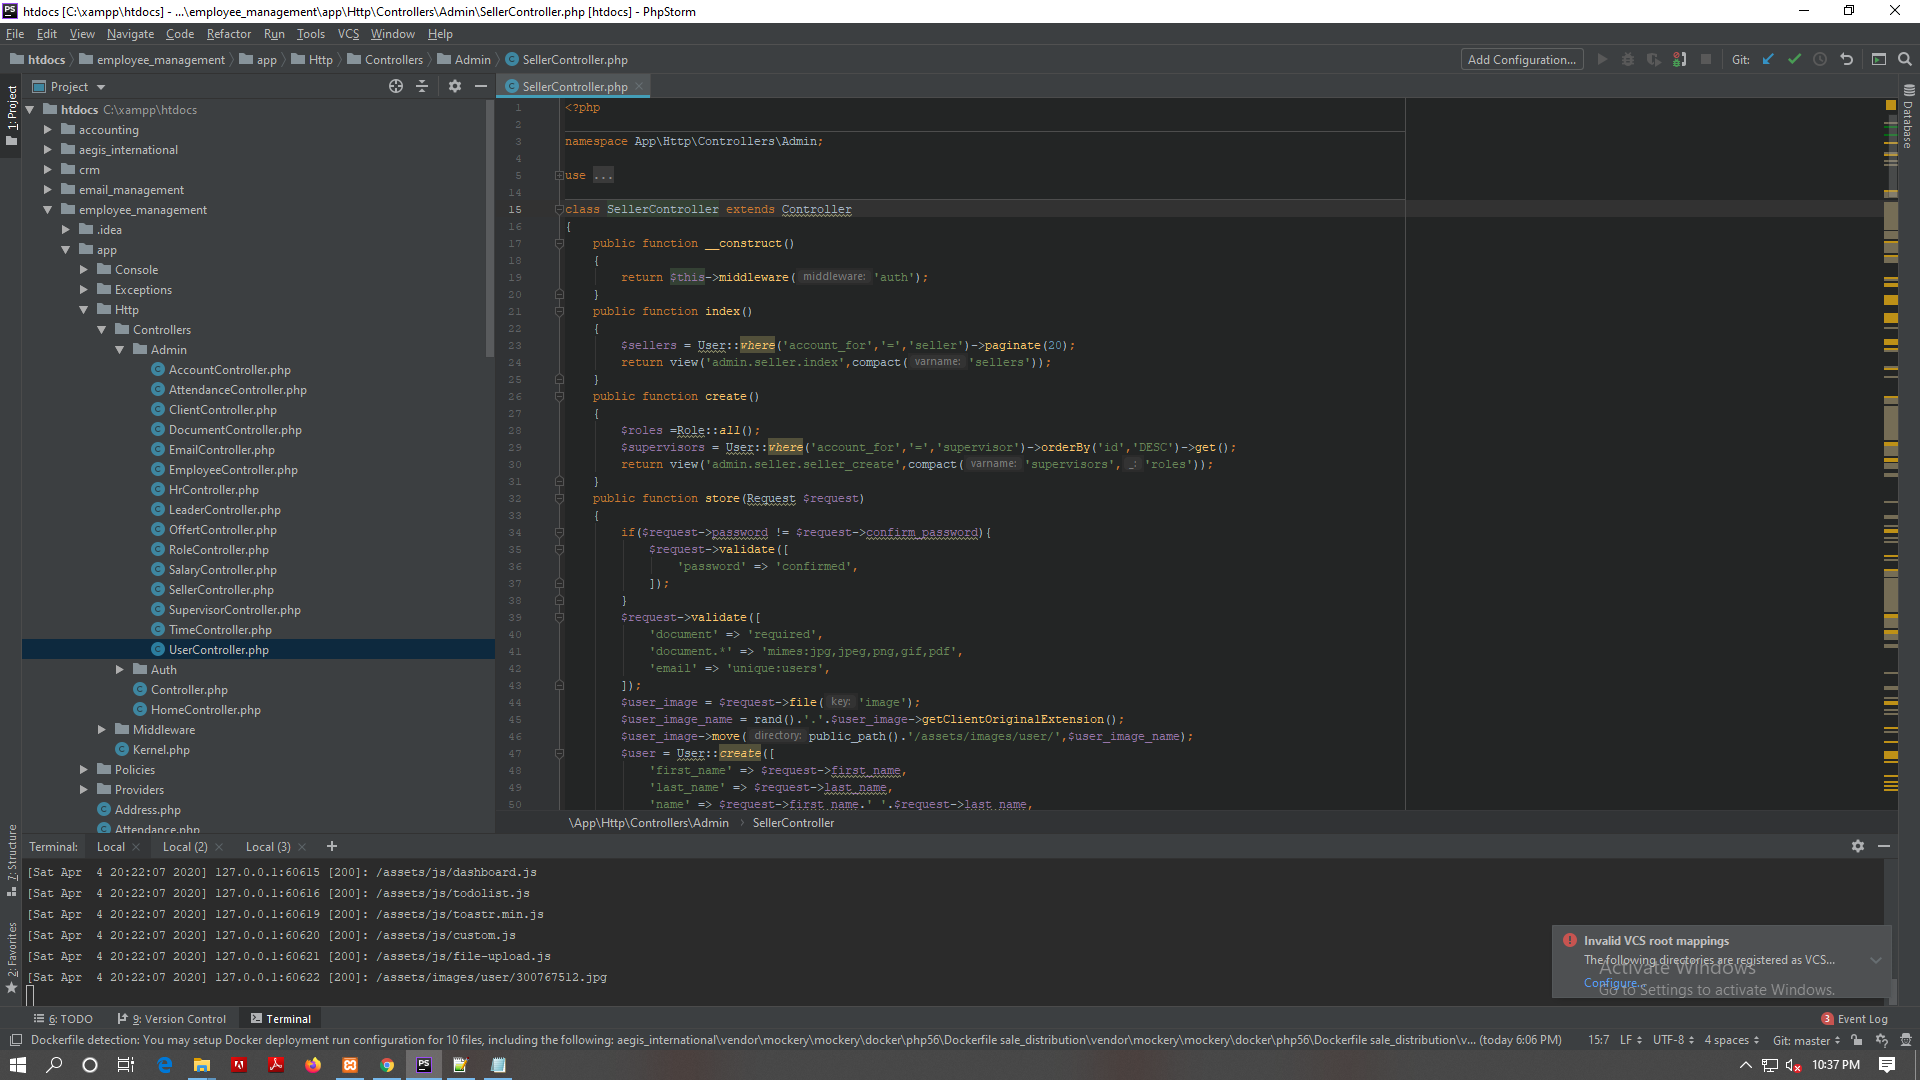 htdocs [C:\xampp\htdocs] - ...\employee_management\app\Http\Controllers\Admin\SellerController.php [htdocs] - PhpStorm
File Edit View Navigate Code Refactor Run Tools VCS Window Help
htdocs employee_management app Http Controllers Admin SellerController.php Add Configuration... Git:
Project
SellerController.php
1: Project
Database
htdocs C:\xampp\htdocs
accounting
aegis_international
crm
email_management
employee_management
.idea
app
Console
Exceptions
Http
Controllers
Admin
AccountController.php
AttendanceController.php
ClientController.php
DocumentController.php
EmailController.php
EmployeeController.php
HrController.php
LeaderController.php
OffertController.php
RoleController.php
SalaryController.php
SellerController.php
SupervisorController.php
TimeController.php
UserController.php
Auth
Controller.php
HomeController.php
Middleware
Kernel.php
Policies
Providers
Address.php
Attendance.php
7: Structure
2: Favorites
1 <?php
2
3 namespace App\Http\Controllers\Admin;
4
5 use ...
14
15 class SellerController extends Controller
16 {
17 public function __construct()
18 {
19 return $this->middleware( middleware: 'auth');
20 }
21 public function index()
22 {
23 $sellers = User::where('account_for','=','seller')->paginate(20);
24 return view('admin.seller.index',compact( varname: 'sellers'));
25 }
26 public function create()
27 {
28 $roles =Role::all();
29 $supervisors = User::where('account_for','=','supervisor')->orderBy('id','DESC')->get();
30 return view('admin.seller.seller_create',compact( varname: 'supervisors', _: 'roles'));
31 }
32 public function store(Request $request)
33 {
34 if($request->password != $request->confirm_password){
35 $request->validate([
36 'password' => 'confirmed',
37 ]);
38 }
39 $request->validate([
40 'document' => 'required',
41 'document.*' => 'mimes:jpg,jpeg,png,gif,pdf',
42 'email' => 'unique:users',
43 ]);
44 $user_image = $request->file( key: 'image');
45 $user_image_name = rand().'.'.$user_image->getClientOriginalExtension();
46 $user_image->move( directory: public_path().'/assets/images/user/',$user_image_name);
47 $user = User::create([
48 'first_name' => $request->first_name,
49 'last_name' => $request->last_name,
50 'name' => $request->first_name.' '.$request->last_name,
\App\Http\Controllers\Admin SellerController
Terminal: Local Local (2) Local (3) +
[Sat Apr 4 20:22:07 2020] 127.0.0.1:60615 [200]: /assets/js/dashboard.js
[Sat Apr 4 20:22:07 2020] 127.0.0.1:60616 [200]: /assets/js/todolist.js
[Sat Apr 4 20:22:07 2020] 127.0.0.1:60619 [200]: /assets/js/toastr.min.js
[Sat Apr 4 20:22:07 2020] 127.0.0.1:60620 [200]: /assets/js/custom.js
[Sat Apr 4 20:22:07 2020] 127.0.0.1:60621 [200]: /assets/js/file-upload.js
[Sat Apr 4 20:22:07 2020] 127.0.0.1:60622 [200]: /assets/images/user/300767512.jpg
Invalid VCS root mappings
The following directories are registered as VCS...
Configure...
Activate Windows
Go to Settings to activate Windows.
6: TODO 9: Version Control Terminal 3 Event Log
Dockerfile detection: You may setup Docker deployment run configuration for 10 files, including the following: aegis_international\vendor\mockery\mockery\docker\php56\Dockerfile sale_distribution\vendor\mockery\mockery\docker\php56\Dockerfile sale_distribution\v... (today 6:06 PM) 15:7 LF UTF-8 4 spaces Git: master
10:37 PM